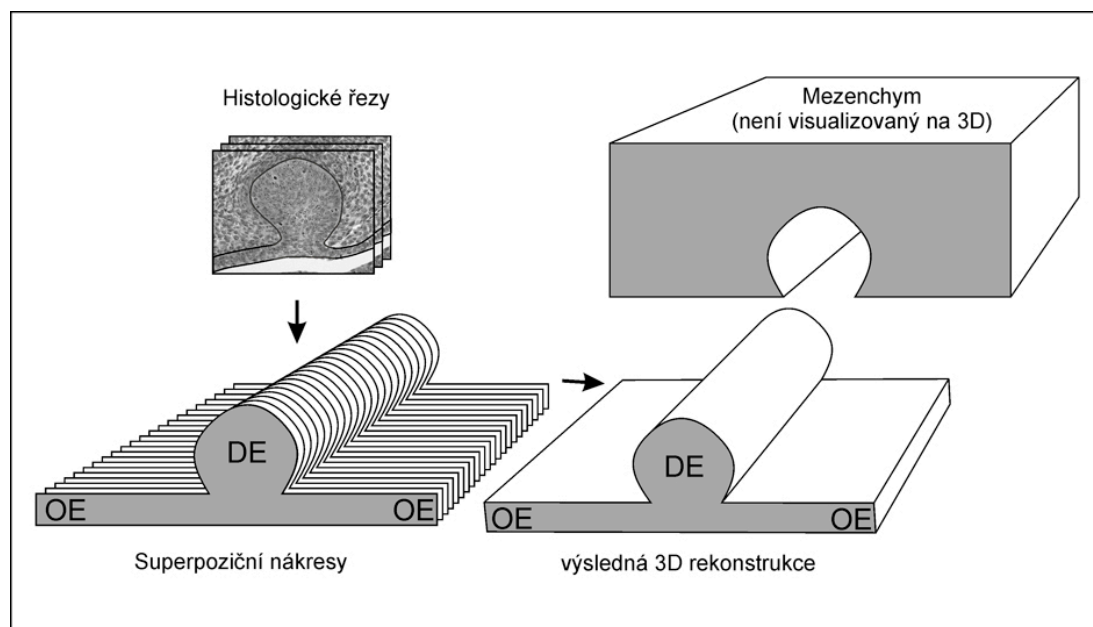 Histologické řezy
Mezenchym
(není visualizovaný na 3D)
DE
OE
OE
DE
OE
OE
Superpoziční nákresy
výsledná 3D rekonstrukce